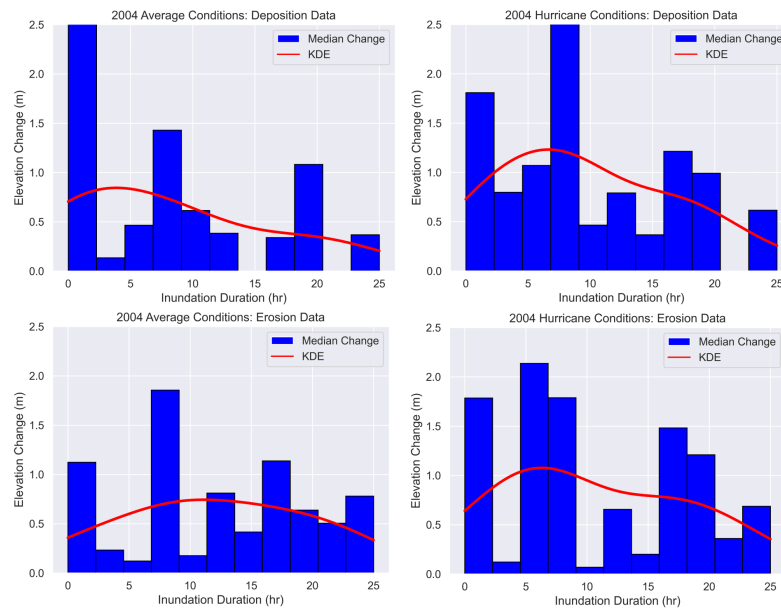 2004 Average Conditions: Deposition Data
2.5
2.0
1.5
1.0
0.5
0.0
Elevation Change (m)
Median Change
KDE
0 5 10 15 20 25
Inundation Duration (hr)
2004 Hurricane Conditions: Deposition Data
2.5
2.0
1.5
1.0
0.5
0.0
Elevation Change (m)
Median Change
KDE
0 5 10 15 20 25
Inundation Duration (hr)
2004 Average Conditions: Erosion Data
2.5
2.0
1.5
1.0
0.5
0.0
Elevation Change (m)
Median Change
KDE
0 5 10 15 20 25
Inundation Duration (hr)
2004 Hurricane Conditions: Erosion Data
2.5
2.0
1.5
1.0
0.5
0.0
Elevation Change (m)
Median Change
KDE
0 5 10 15 20 25
Inundation Duration (hr)